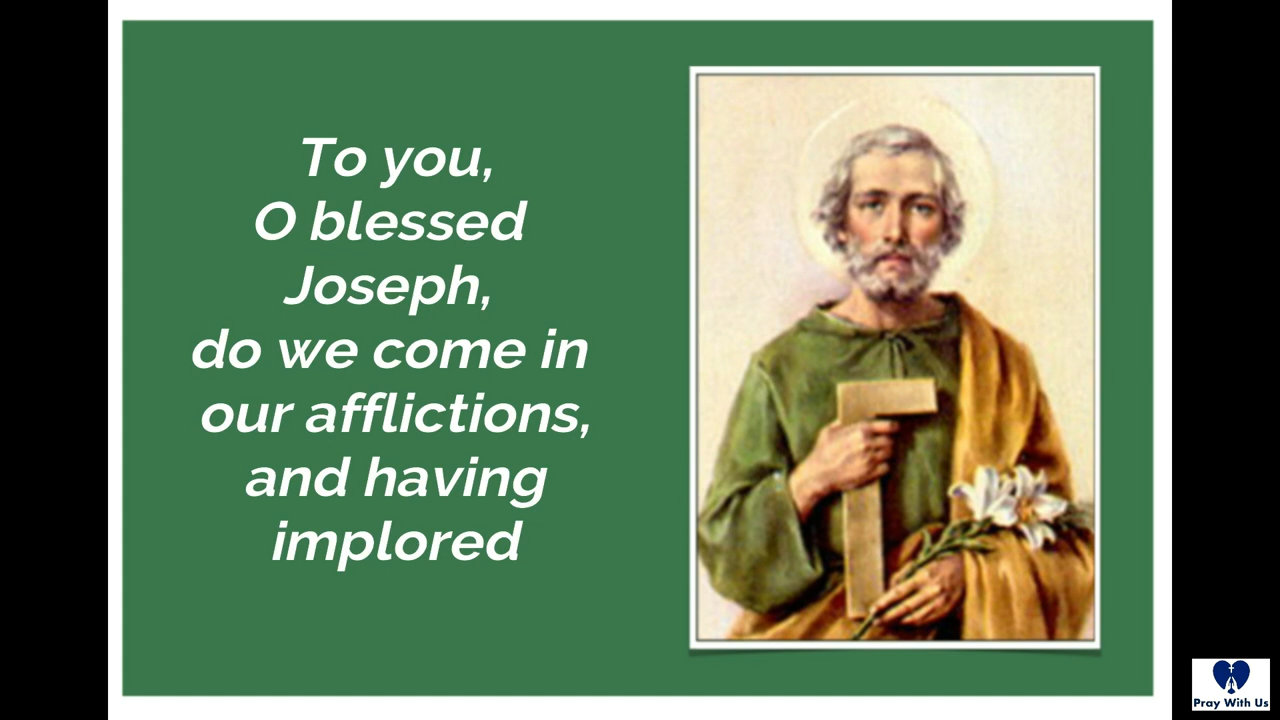 To you,
O blessed
Joseph,
do we come in
our afflictions,
and having
implored
Pray With Us